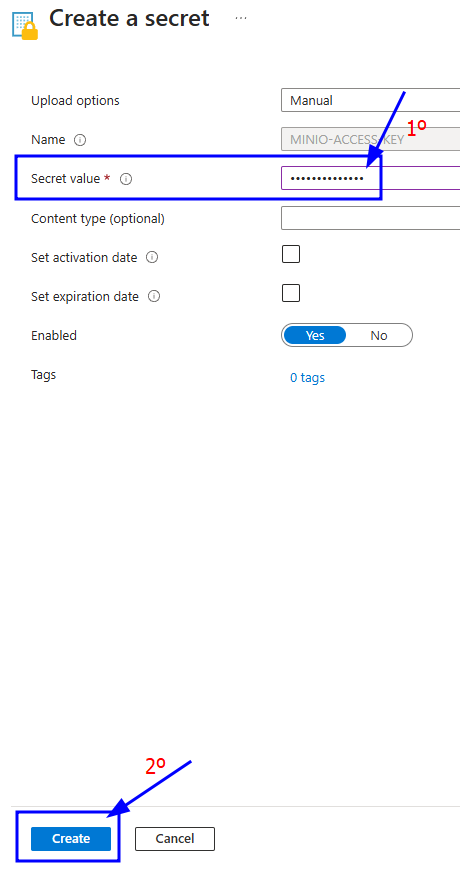 Create a secret ...
Upload options Manual
1º
Name MINIO-ACCESS-KEY
Secret value * ••••••••••••••
Content type (optional)
Set activation date
Set expiration date
Enabled Yes No
Tags 0 tags
2º
Create Cancel